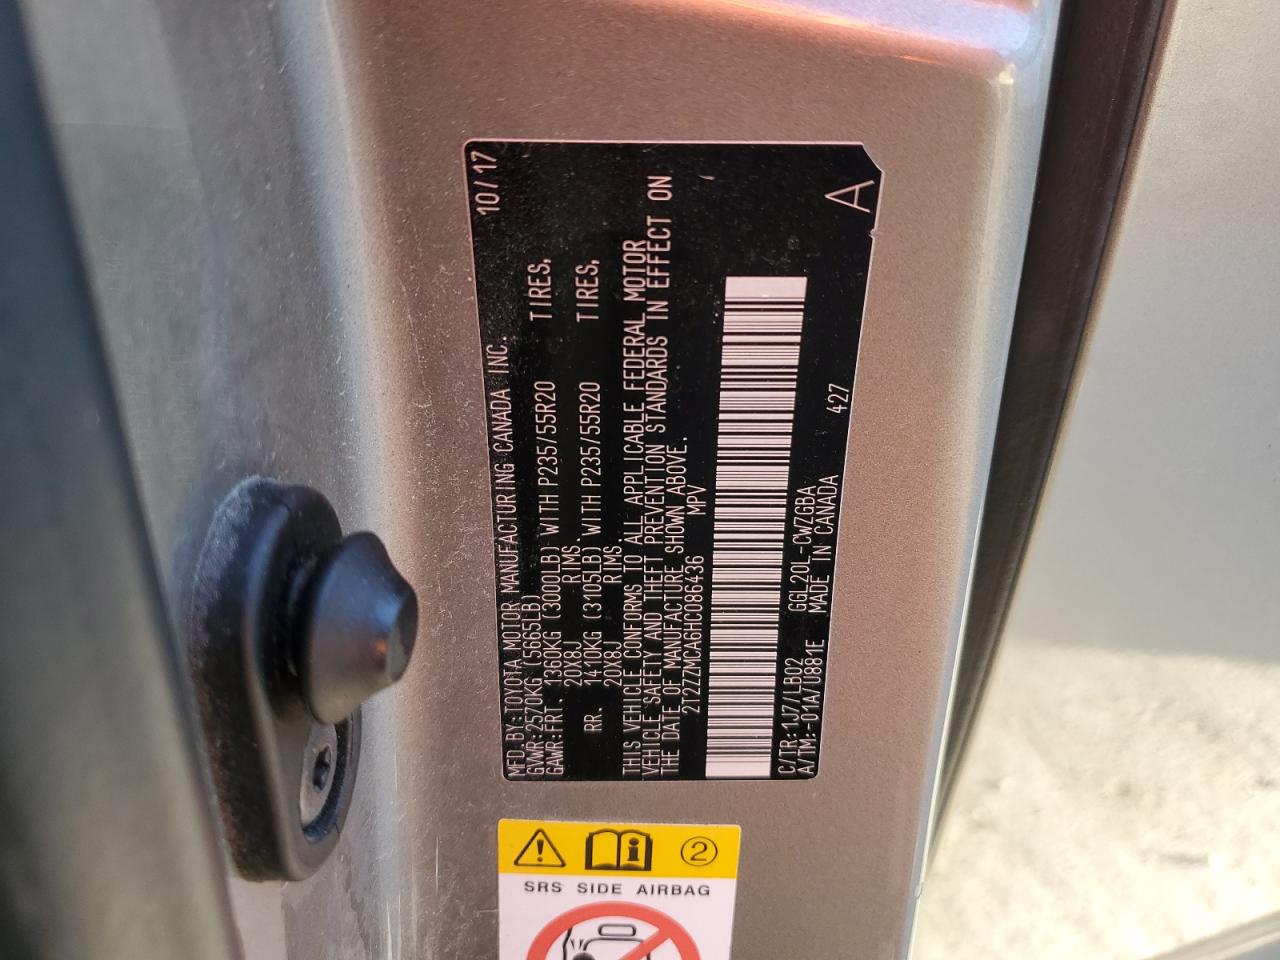 MFD. BY: TOYOTA MOTOR MANUFACTURING CANADA INC. 10/17
GVWR: 2570KG (5665LB)
GAWR: FRT. 1360KG (3000LB) WITH P235/55R20 TIRES,
20X8J RIMS
RR. 1410KG (3105LB) WITH P235/55R20 TIRES,
20X8J RIMS
THIS VEHICLE CONFORMS TO ALL APPLICABLE FEDERAL MOTOR
VEHICLE SAFETY AND THEFT PREVENTION STANDARDS IN EFFECT ON
THE DATE OF MANUFACTURE SHOWN ABOVE.
2T2ZZMCA6HC086436 MPV
C/TR: 1J7/LB02 GGL20L-CWZGBA 427
A/TM: -01A/U881E MADE IN CANADA
A
2
SRS SIDE AIRBAG